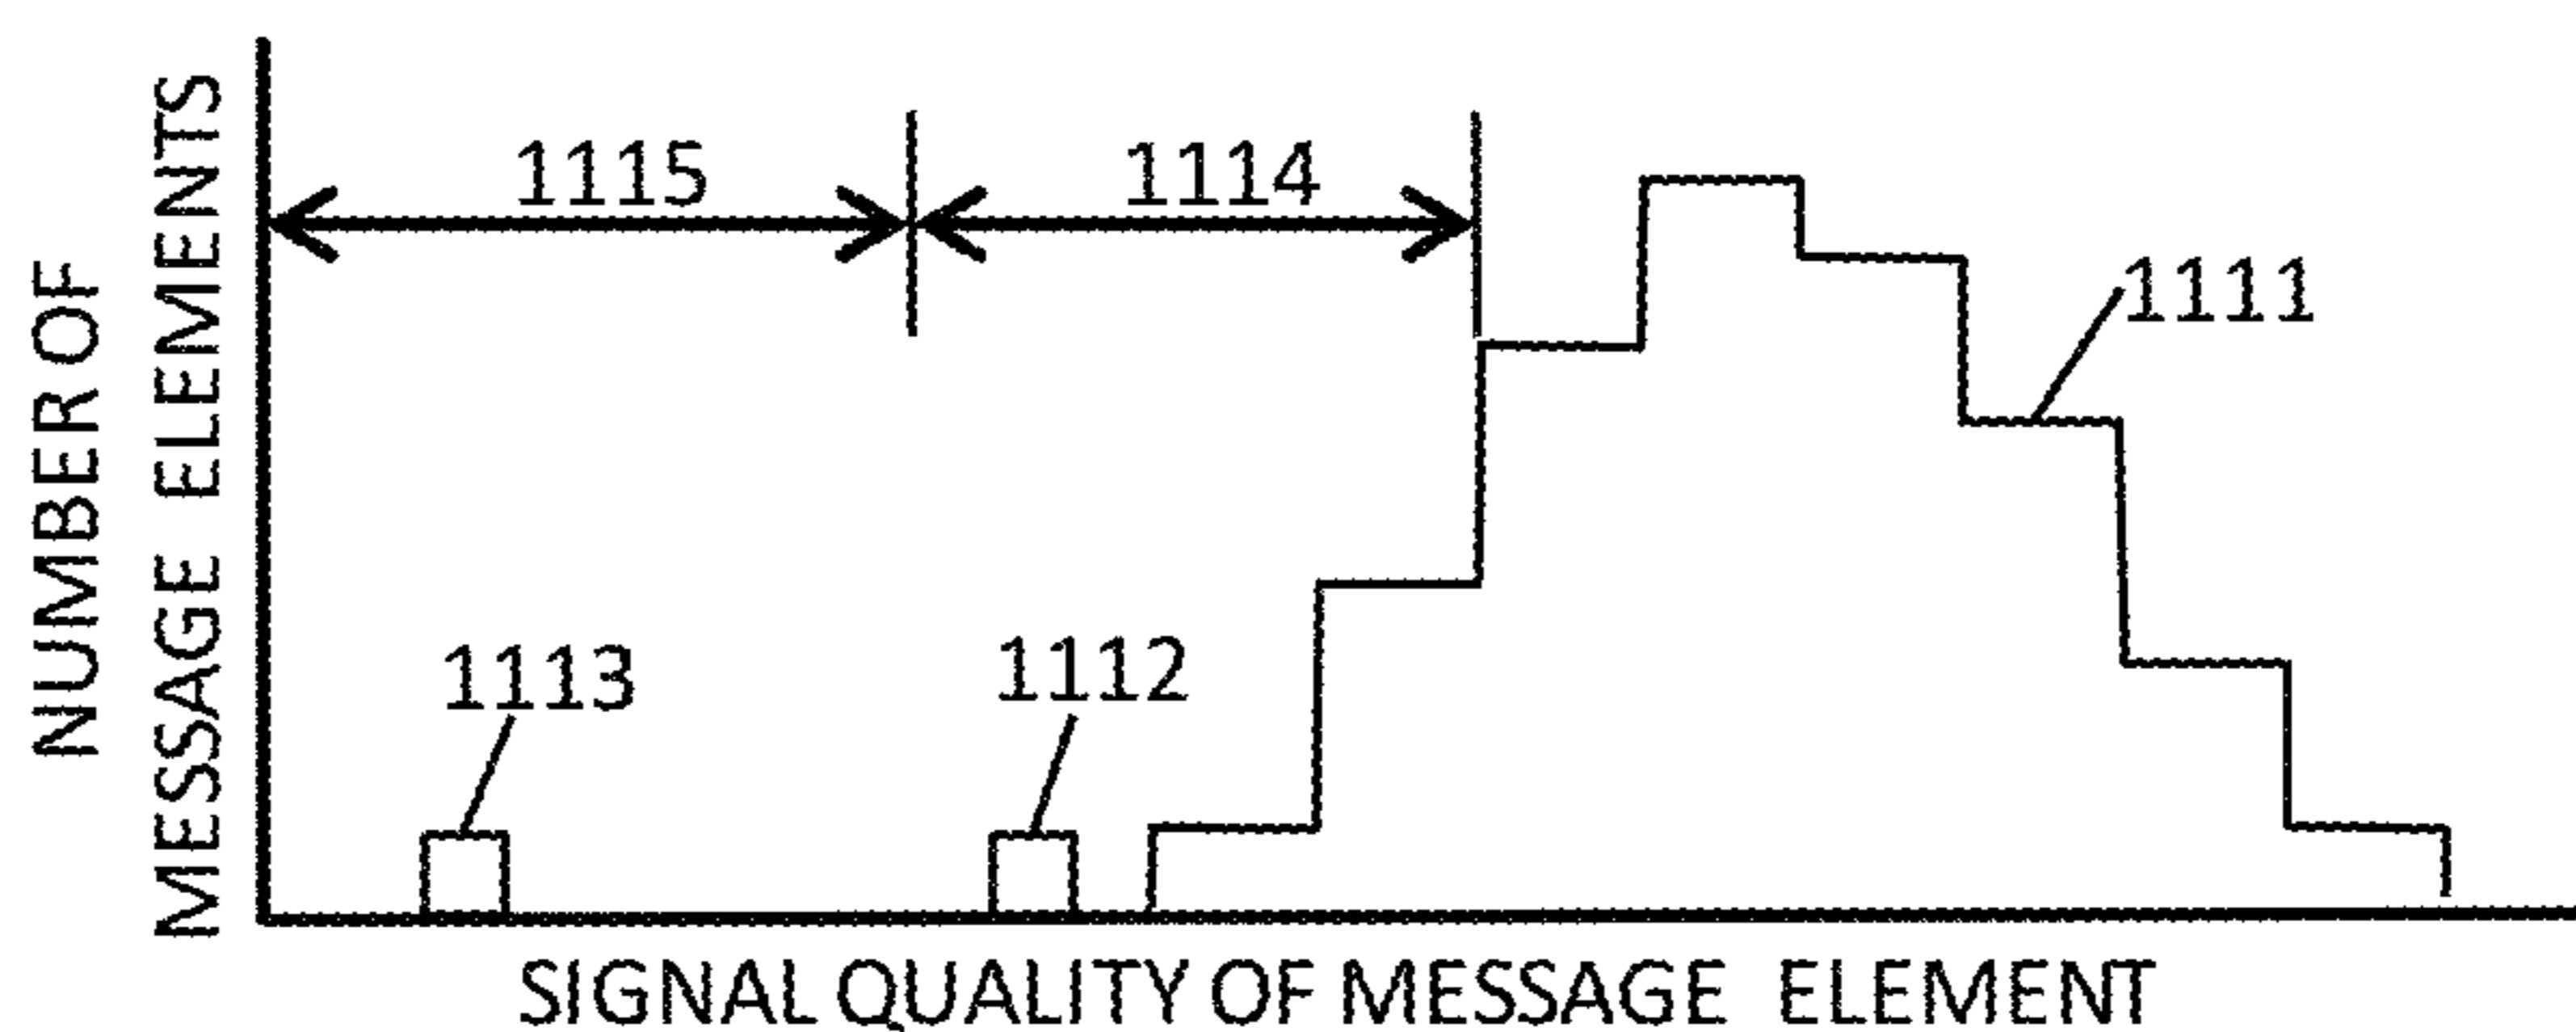 NUMBER OF
MESSAGE ELEMENTS
1115
1114
1111
1113
1112
SIGNAL QUALITY OF MESSAGE ELEMENT